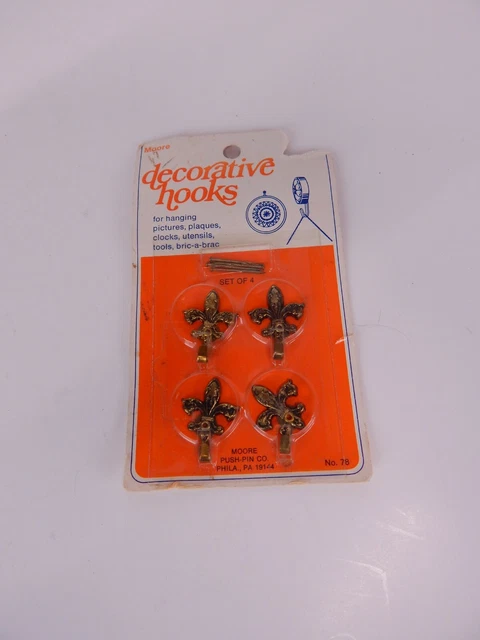 Moore
decorative
hooks
for hanging
pictures, plaques,
clocks, utensils,
tools, bric-a-brac
SET OF 4
MOORE
PUSH-PIN CO.
PHILA., PA 19144
No. 76